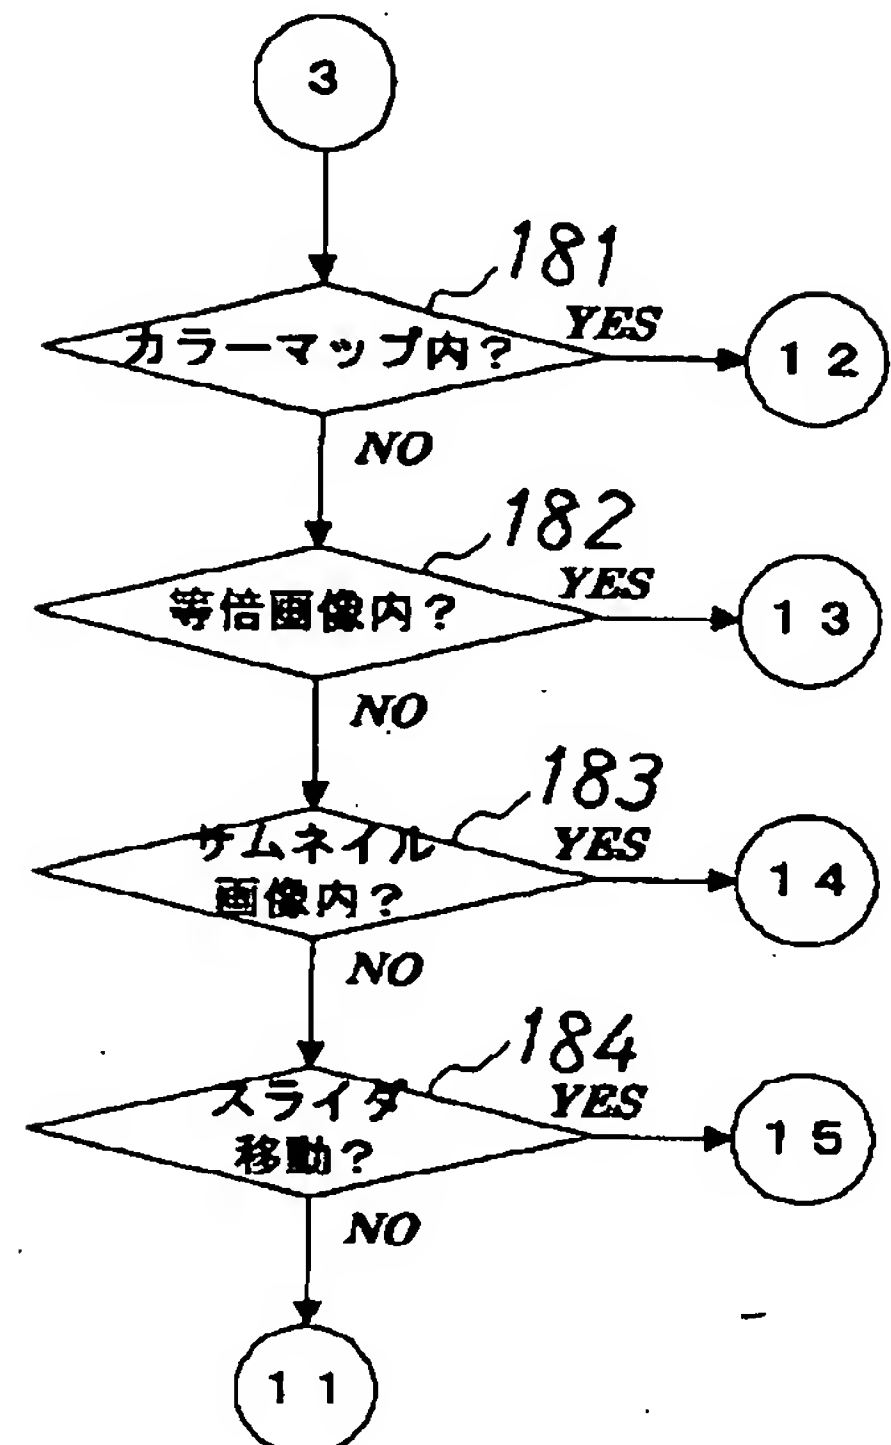 3
181
カラーマップ内？
YES
12
NO
182
等倍画像内？
YES
13
NO
183
サムネイル
画像内？
YES
14
NO
184
スライダ
移動？
YES
15
NO
11